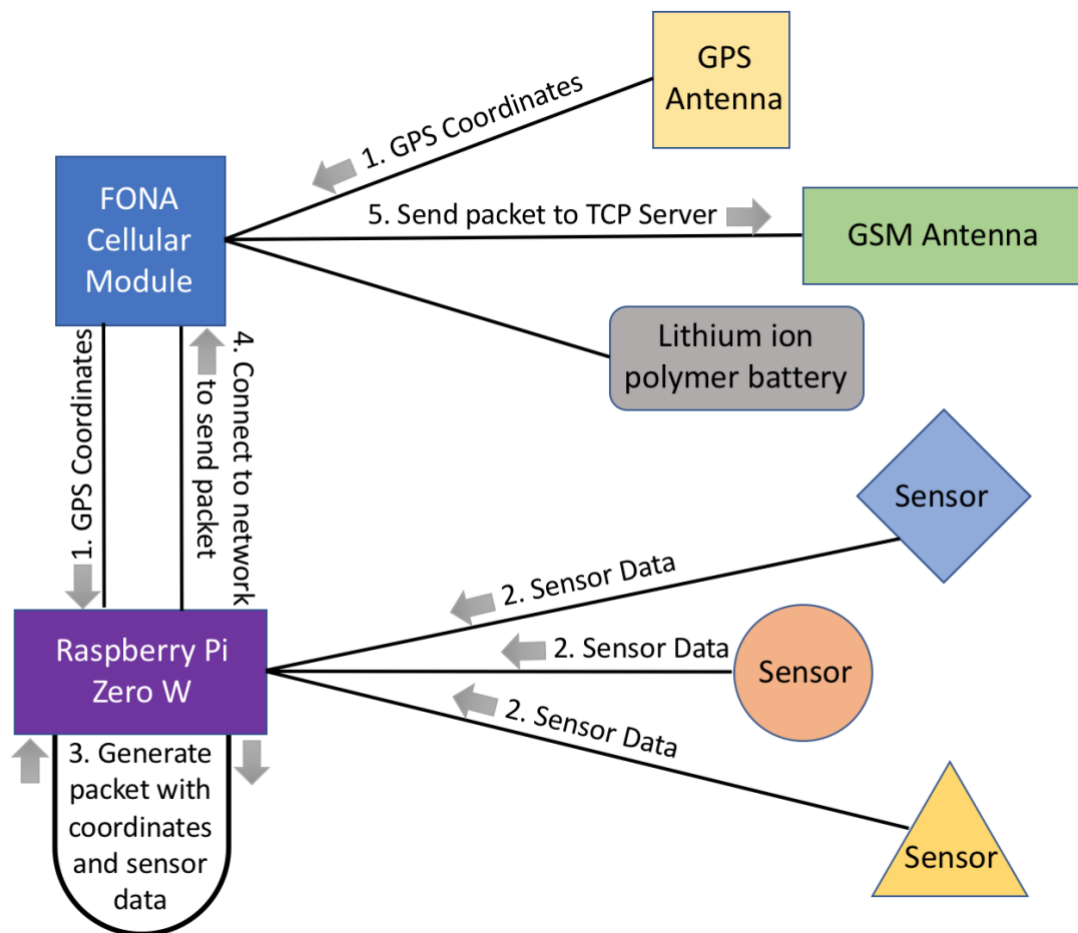 GPS
Antenna
1. GPS Coordinates
FONA
Cellular
Module
5. Send packet to TCP Server
GSM Antenna
Lithium ion
polymer battery
1. GPS Coordinates
4. Connect to network
to send packet
Sensor
2. Sensor Data
Raspberry Pi
Zero W
2. Sensor Data
Sensor
2. Sensor Data
3. Generate
packet with
coordinates
and sensor
data
Sensor